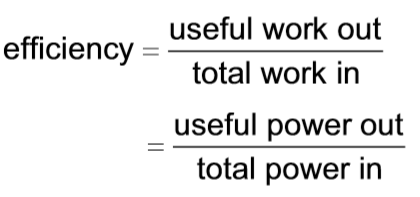 efficiency = useful work out / total work in
= useful power out / total power in